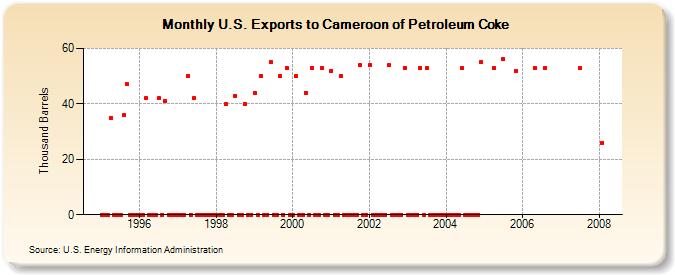 Monthly U.S. Exports to Cameroon of Petroleum Coke
Thousand Barrels
60
40
20
0
1996 1998 2000 2002 2004 2006 2008
Source: U.S. Energy Information Administration